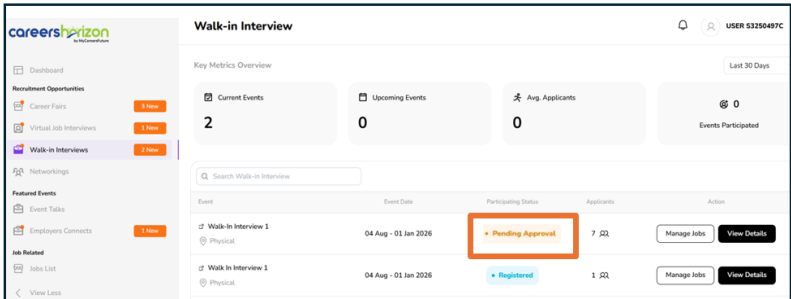 careershorizon
by MyCareersFuture
Walk-in Interview
USER S3250497C
Dashboard
Key Metrics Overview
Last 30 Days
Recruitment Opportunities
Career Fairs
3 New
Virtual Job Interviews
1 New
Walk-in Interviews
2 New
Networkings
Current Events
2
Upcoming Events
0
Avg. Applicants
0
0
Events Participated
Search Walk-in Interview
Featured Events
Event Talks
Employers Connects
1 New
Job Related
Jobs List
View Less
Event Event Date Participating Status Applicants Action
Walk-In Interview 1
Physical
04 Aug - 01 Jan 2026
Pending Approval
7
Manage Jobs
View Details
Walk In Interview 1
Physical
04 Aug - 01 Jan 2026
Registered
1
Manage Jobs
View Details